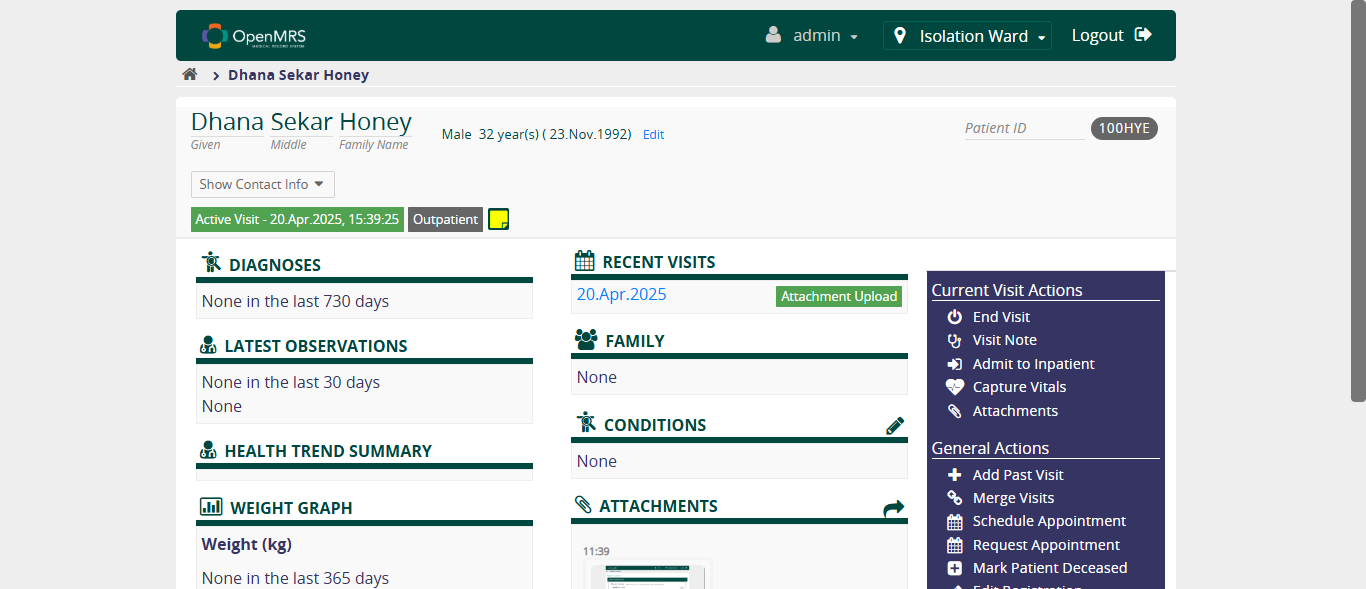 OpenMRS
MEDICAL RECORD SYSTEM
admin
Isolation Ward
Logout
Dhana Sekar Honey
Dhana Sekar Honey
Given Middle Family Name
Male 32 year(s) ( 23.Nov.1992) Edit
Patient ID 100HYE
Show Contact Info
Active Visit - 20.Apr.2025, 15:39:25 Outpatient
DIAGNOSES
None in the last 730 days
LATEST OBSERVATIONS
None in the last 30 days
None
HEALTH TREND SUMMARY
WEIGHT GRAPH
Weight (kg)
None in the last 365 days
RECENT VISITS
20.Apr.2025 Attachment Upload
FAMILY
None
CONDITIONS
None
ATTACHMENTS
11:39
Current Visit Actions
End Visit
Visit Note
Admit to Inpatient
Capture Vitals
Attachments
General Actions
Add Past Visit
Merge Visits
Schedule Appointment
Request Appointment
Mark Patient Deceased
Edit Registration